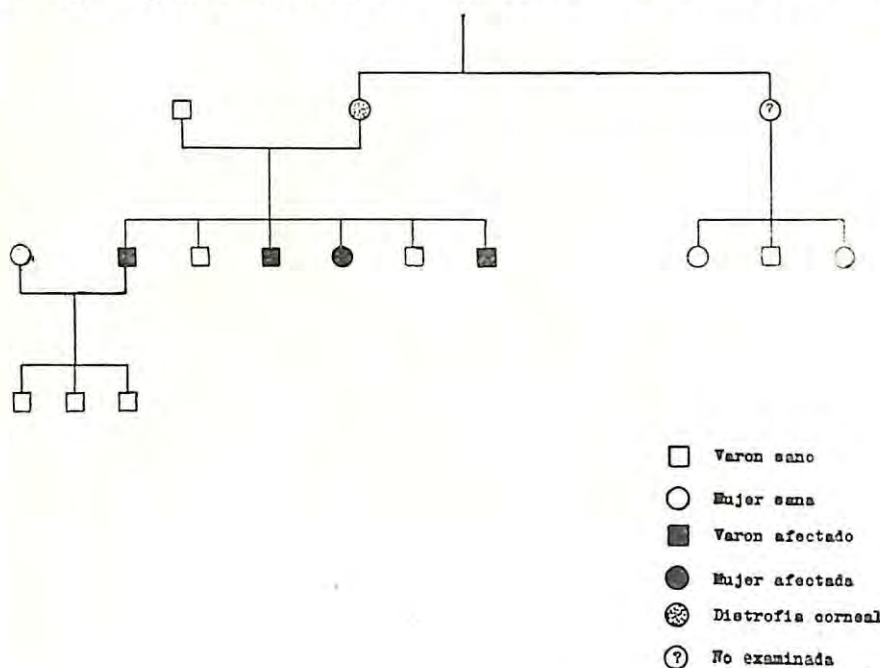 ?
Varon sano
Mujer sana
Varon afectado
Mujer afectada
Distrofia corneal
? No examinada